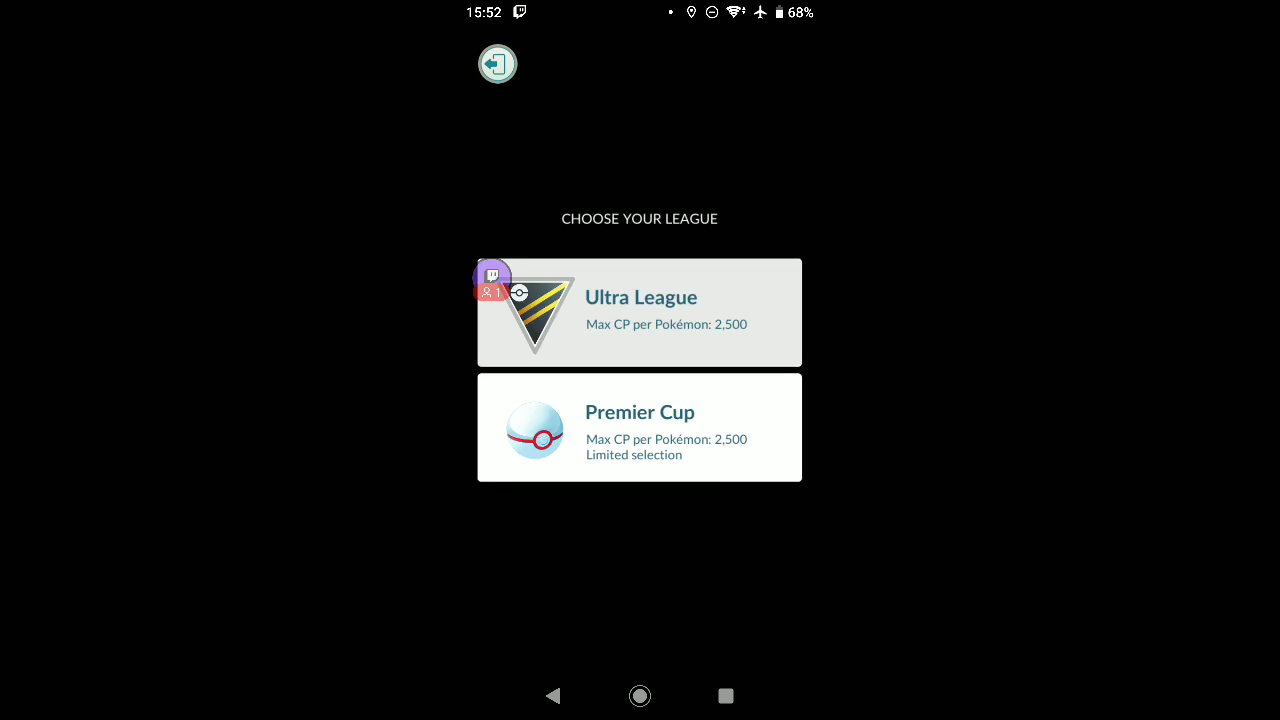 15:52
68%
CHOOSE YOUR LEAGUE
1
Ultra League
Max CP per Pokémon: 2,500
Premier Cup
Max CP per Pokémon: 2,500
Limited selection